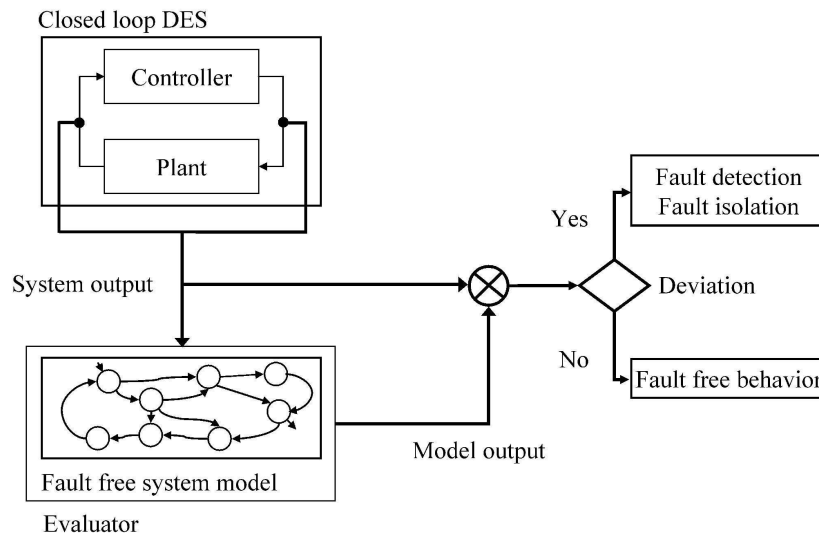 Closed loop DES
Controller
Plant
Fault detection
Fault isolation
Yes
System output
Deviation
No
Fault free behavior
Model output
Fault free system model
Evaluator